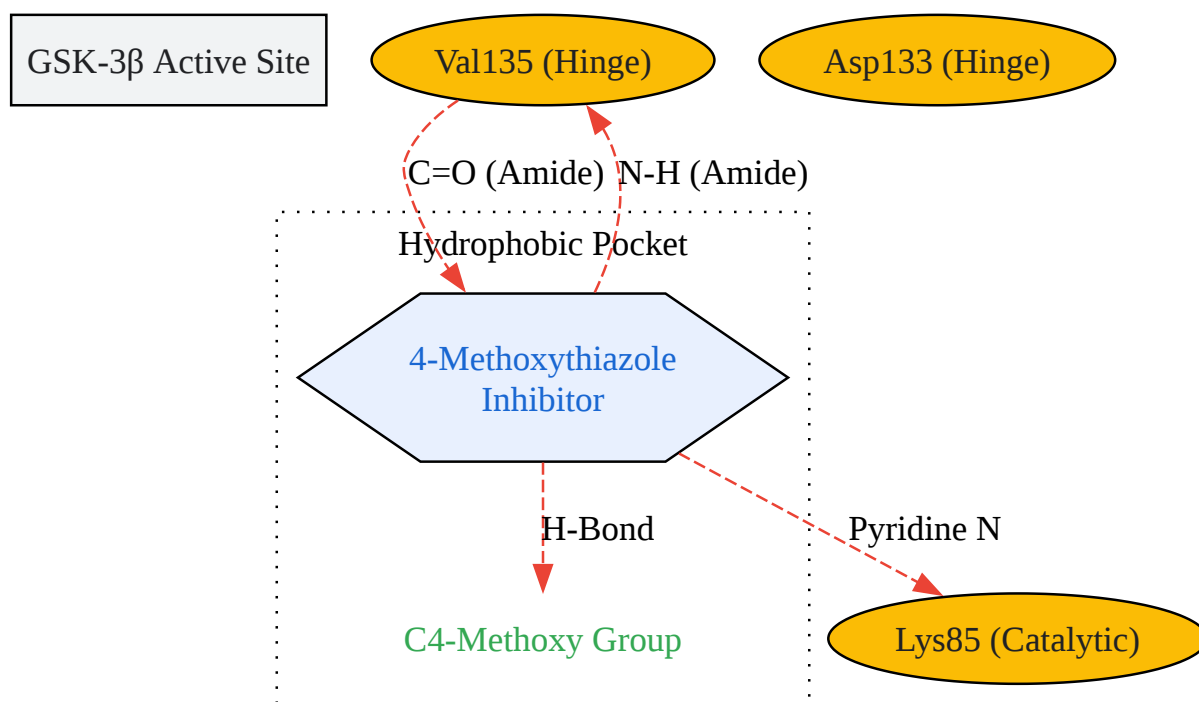 GSK-3β Active Site
Val135 (Hinge)
Asp133 (Hinge)
C=O (Amide)
N-H (Amide)
Hydrophobic Pocket
4-Methoxythiazole
Inhibitor
H-Bond
Pyridine N
C4-Methoxy Group
Lys85 (Catalytic)